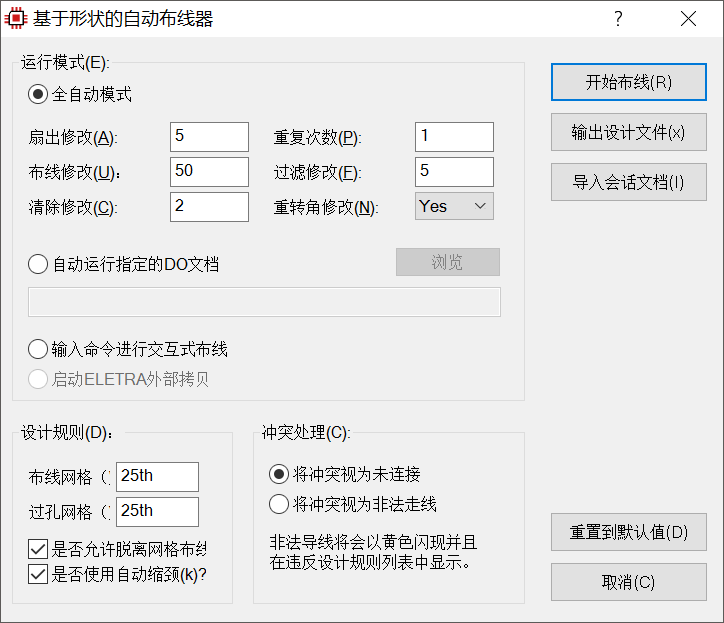 基于形状的自动布线器
运行模式(E):
全自动模式
扇出修改(A): 5 重复次数(P): 1
布线修改(U)： 50 过滤修改(F): 5
清除修改(C): 2 重转角修改(N): Yes
自动运行指定的DO文档 浏览
输入命令进行交互式布线
启动ELETRA外部拷贝
设计规则(D)：
布线网格（ 25th
过孔网格（ 25th
是否允许脱离网格布线
是否使用自动缩颈(k)?
冲突处理(C):
将冲突视为未连接
将冲突视为非法走线
非法导线将会以黄色闪现并且
在违反设计规则列表中显示。
开始布线(R)
输出设计文件(x)
导入会话文档(I)
重置到默认值(D)
取消(C)